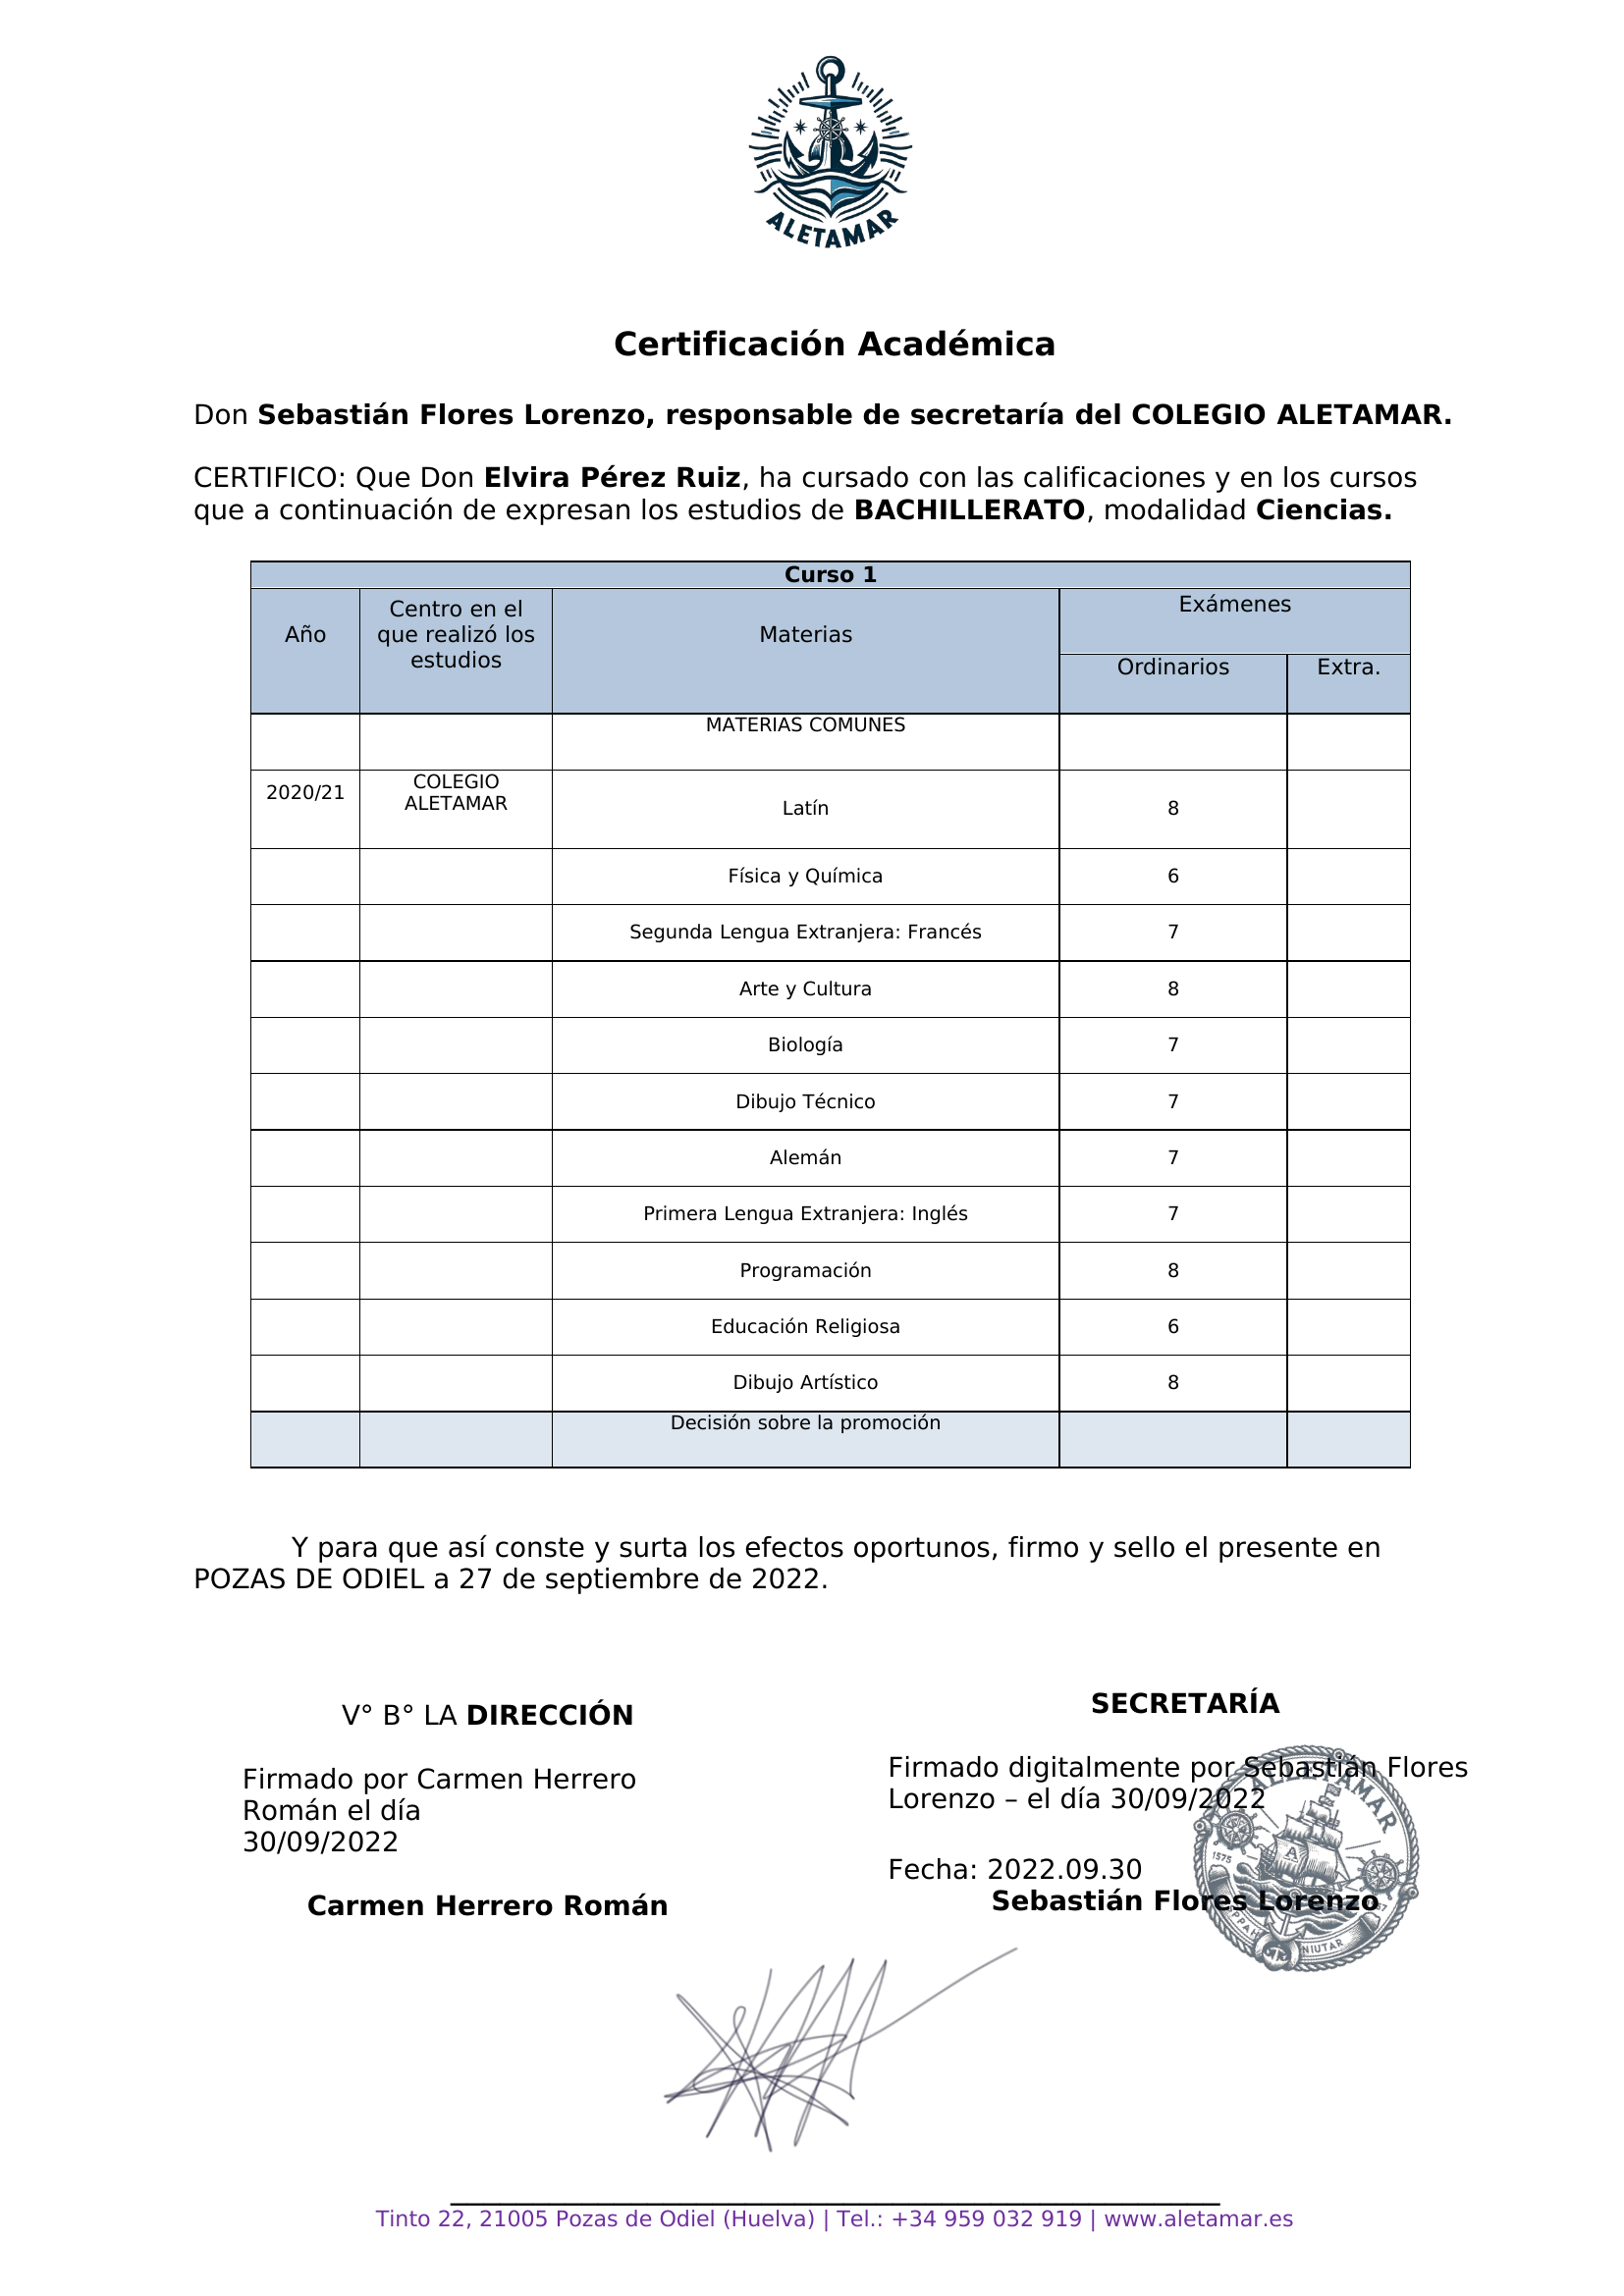 ALETAMAR
Certificación Académica
Don Sebastián Flores Lorenzo, responsable de secretaría del COLEGIO ALETAMAR.
CERTIFICO: Que Don Elvira Pérez Ruiz, ha cursado con las calificaciones y en los cursos
que a continuación de expresan los estudios de BACHILLERATO, modalidad Ciencias.
Curso 1
Año
Centro en el
que realizó los
estudios
Materias
Exámenes
Ordinarios
Extra.
MATERIAS COMUNES
2020/21
COLEGIO
ALETAMAR
Latín
8
Física y Química
6
Segunda Lengua Extranjera: Francés
7
Arte y Cultura
8
Biología
7
Dibujo Técnico
7
Alemán
7
Primera Lengua Extranjera: Inglés
7
Programación
8
Educación Religiosa
6
Dibujo Artístico
8
Decisión sobre la promoción
Y para que así conste y surta los efectos oportunos, firmo y sello el presente en
POZAS DE ODIEL a 27 de septiembre de 2022.
V° B° LA DIRECCIÓN
Firmado por Carmen Herrero
Román el día
30/09/2022
Carmen Herrero Román
SECRETARÍA
Firmado digitalmente por Sebastián Flores
Lorenzo – el día 30/09/2022
Fecha: 2022.09.30
Sebastián Flores Lorenzo
ALLETAMAR
1575
A
NIUTAR
Tinto 22, 21005 Pozas de Odiel (Huelva) | Tel.: +34 959 032 919 | www.aletamar.es